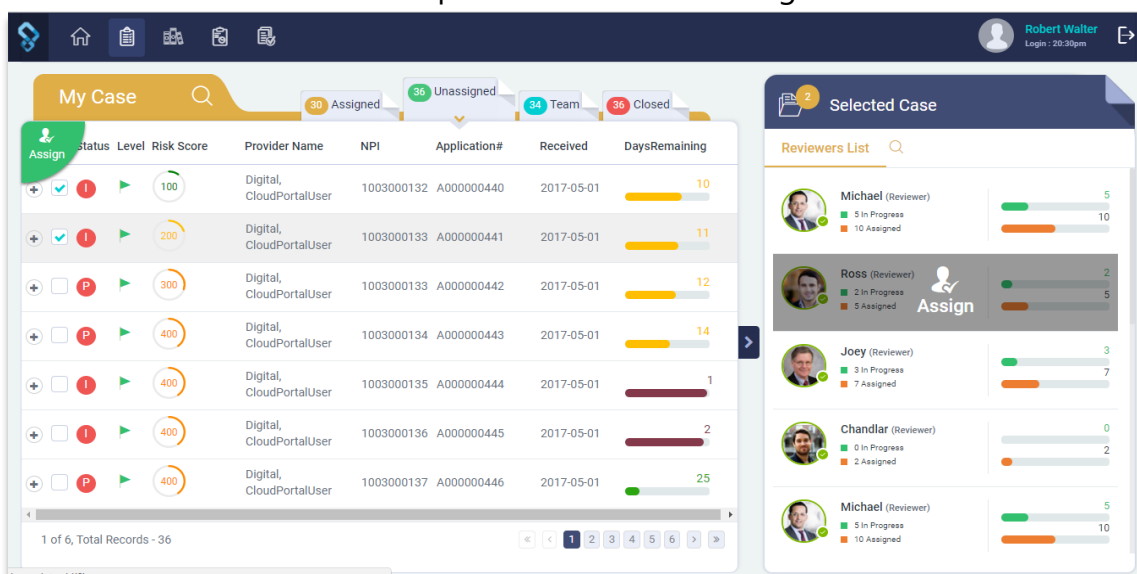 Robert Walter
Login : 20:30pm
My Case
30 Assigned
36 Unassigned
34 Team
36 Closed
2
Selected Case
Assign
Status Level Risk Score Provider Name NPI Application# Received DaysRemaining
I 100 Digital, CloudPortalUser 1003000132 A000000440 2017-05-01 10
I 200 Digital, CloudPortalUser 1003000133 A000000441 2017-05-01 11
P 300 Digital, CloudPortalUser 1003000133 A000000442 2017-05-01 12
P 400 Digital, CloudPortalUser 1003000134 A000000443 2017-05-01 14
I 400 Digital, CloudPortalUser 1003000135 A000000444 2017-05-01 1
I 400 Digital, CloudPortalUser 1003000136 A000000445 2017-05-01 2
P 400 Digital, CloudPortalUser 1003000137 A000000446 2017-05-01 25
1 of 6, Total Records - 36
« < 1 2 3 4 5 6 > »
Reviewers List
Michael (Reviewer) 5
5 In Progress 10
10 Assigned
Ross (Reviewer) 2
2 In Progress 5
5 Assigned
Assign
Joey (Reviewer) 3
3 In Progress 7
7 Assigned
Chandlar (Reviewer) 0
0 In Progress 2
2 Assigned
Michael (Reviewer) 5
5 In Progress 10
10 Assigned